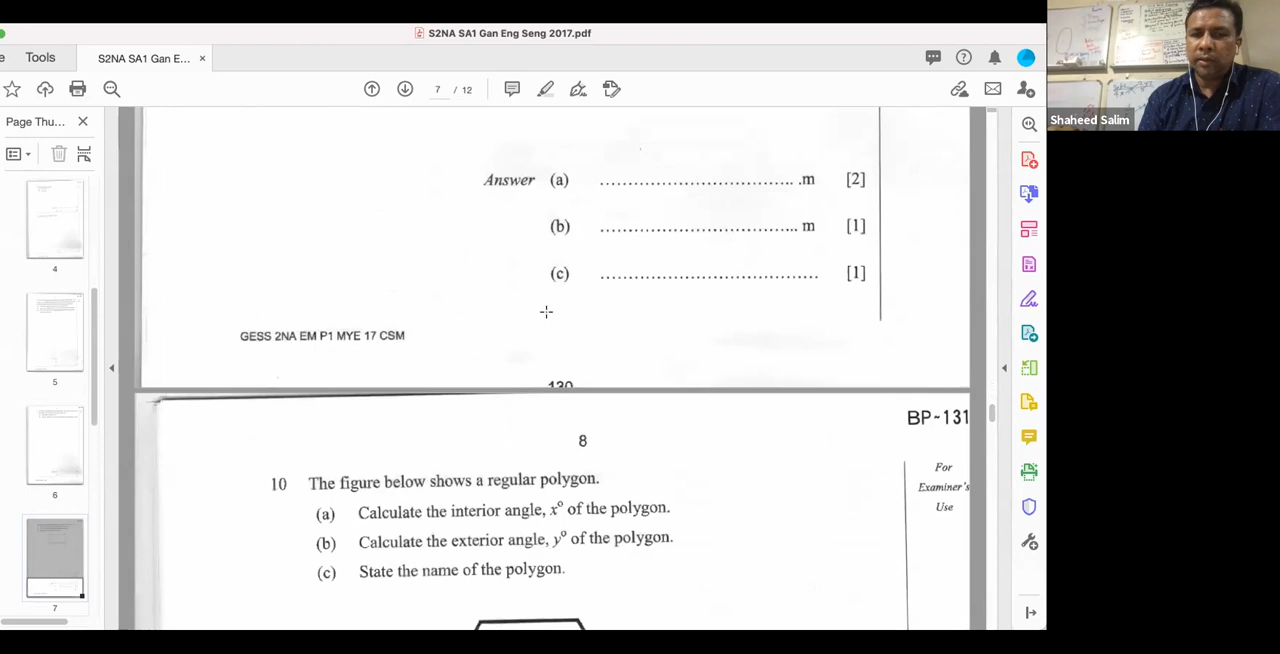 S2NA SA1 Gan Eng Seng 2017.pdf
e Tools S2NA SA1 Gan E... ×
7 / 12
Page Thu... ×
Shaheed Salim
4
5
6
7
Answer (a) ........................................ .m [2]
(b) ........................................ m [1]
(c) ........................................ [1]
GESS 2NA EM P1 MYE 17 CSM
130
BP-131
8
For
Examiner's
Use
10 The figure below shows a regular polygon.
(a) Calculate the interior angle, x° of the polygon.
(b) Calculate the exterior angle, y° of the polygon.
(c) State the name of the polygon.